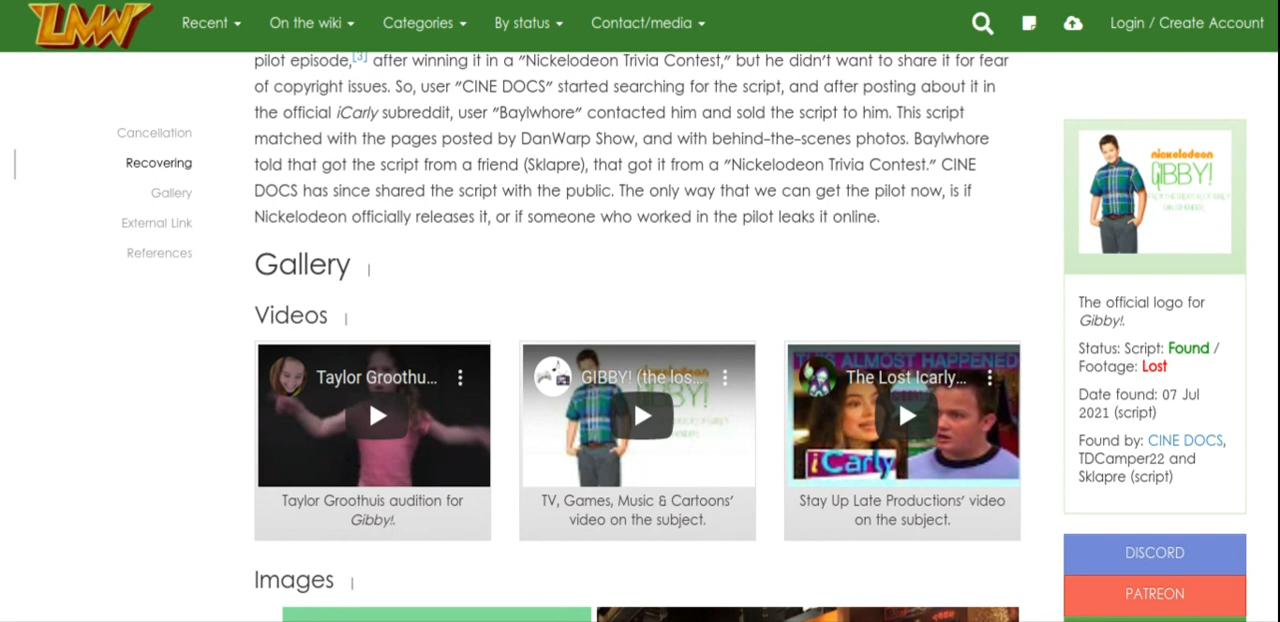 LMW Recent On the wiki Categories By status Contact/media Login / Create Account
Cancellation
Recovering
Gallery
External Link
References
pilot episode,[3] after winning it in a "Nickelodeon Trivia Contest," but he didn't want to share it for fear
of copyright issues. So, user "CINE DOCS" started searching for the script, and after posting about it in
the official iCarly subreddit, user "Baylwhore" contacted him and sold the script to him. This script
matched with the pages posted by DanWarp Show, and with behind-the-scenes photos. Baylwhore
told that got the script from a friend (Sklapre), that got it from a "Nickelodeon Trivia Contest." CINE
DOCS has since shared the script with the public. The only way that we can get the pilot now, is if
Nickelodeon officially releases it, or if someone who worked in the pilot leaks it online.
Gallery
Videos
Taylor Groothu...
Taylor Groothuis audition for
Gibby!.
GIBBY! (the los...
nickelodeon
GIBBY!
TV, Games, Music & Cartoons'
video on the subject.
THIS ALMOST HAPPENED
The Lost Icarly...
iCarly
Stay Up Late Productions' video
on the subject.
Images
nickelodeon
GIBBY!
The official logo for
Gibby!.
Status: Script: Found /
Footage: Lost
Date found: 07 Jul
2021 (script)
Found by: CINE DOCS,
TDCamper22 and
Sklapre (script)
DISCORD
PATREON